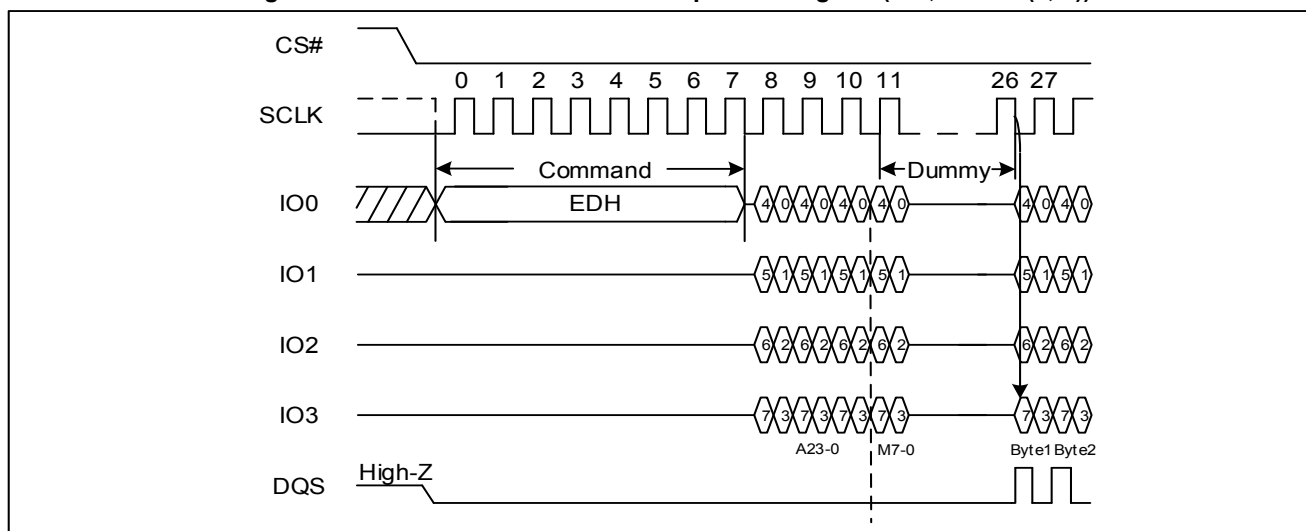 CS#
0 1 2 3 4 5 6 7 8 9 10 11 26 27
SCLK
Command Dummy
IO0 EDH 4 0 4 0 4 0 4 0 4 0 4 0
IO1 5 1 5 1 5 1 5 1 5 1 5 1
IO2 6 2 6 2 6 2 6 2 6 2 6 2
IO3 7 3 7 3 7 3 7 3 7 3 7 3
A23-0 M7-0 Byte1 Byte2
High-Z
DQS